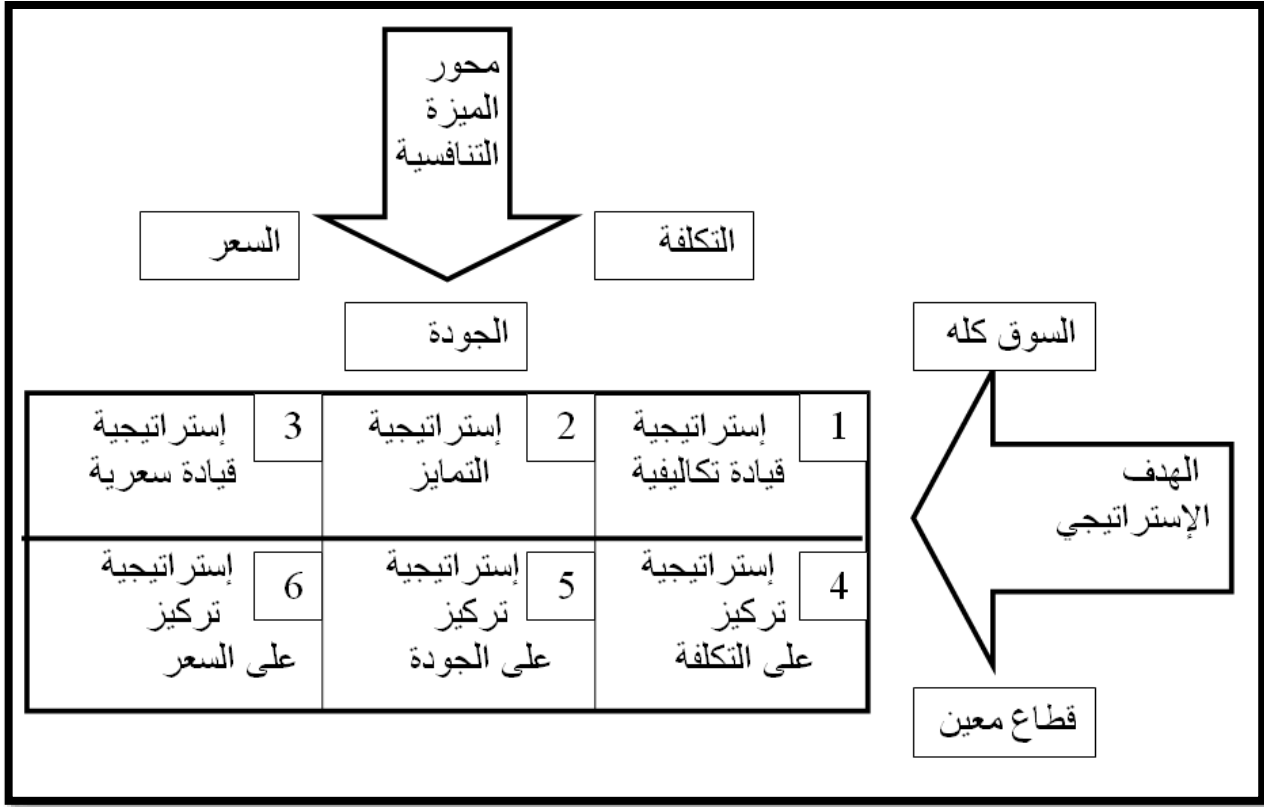 محور
الميزة
التنافسية
التكلفة
السعر
الجودة
السوق كله
الهدف
الإستراتيجي
قطاع معين
1
إستراتيجية
قيادة تكاليفية
2
إستراتيجية
التمايز
3
إستراتيجية
قيادة سعرية
4
إستراتيجية
تركيز
على التكلفة
5
إستراتيجية
تركيز
على الجودة
6
إستراتيجية
تركيز
على السعر